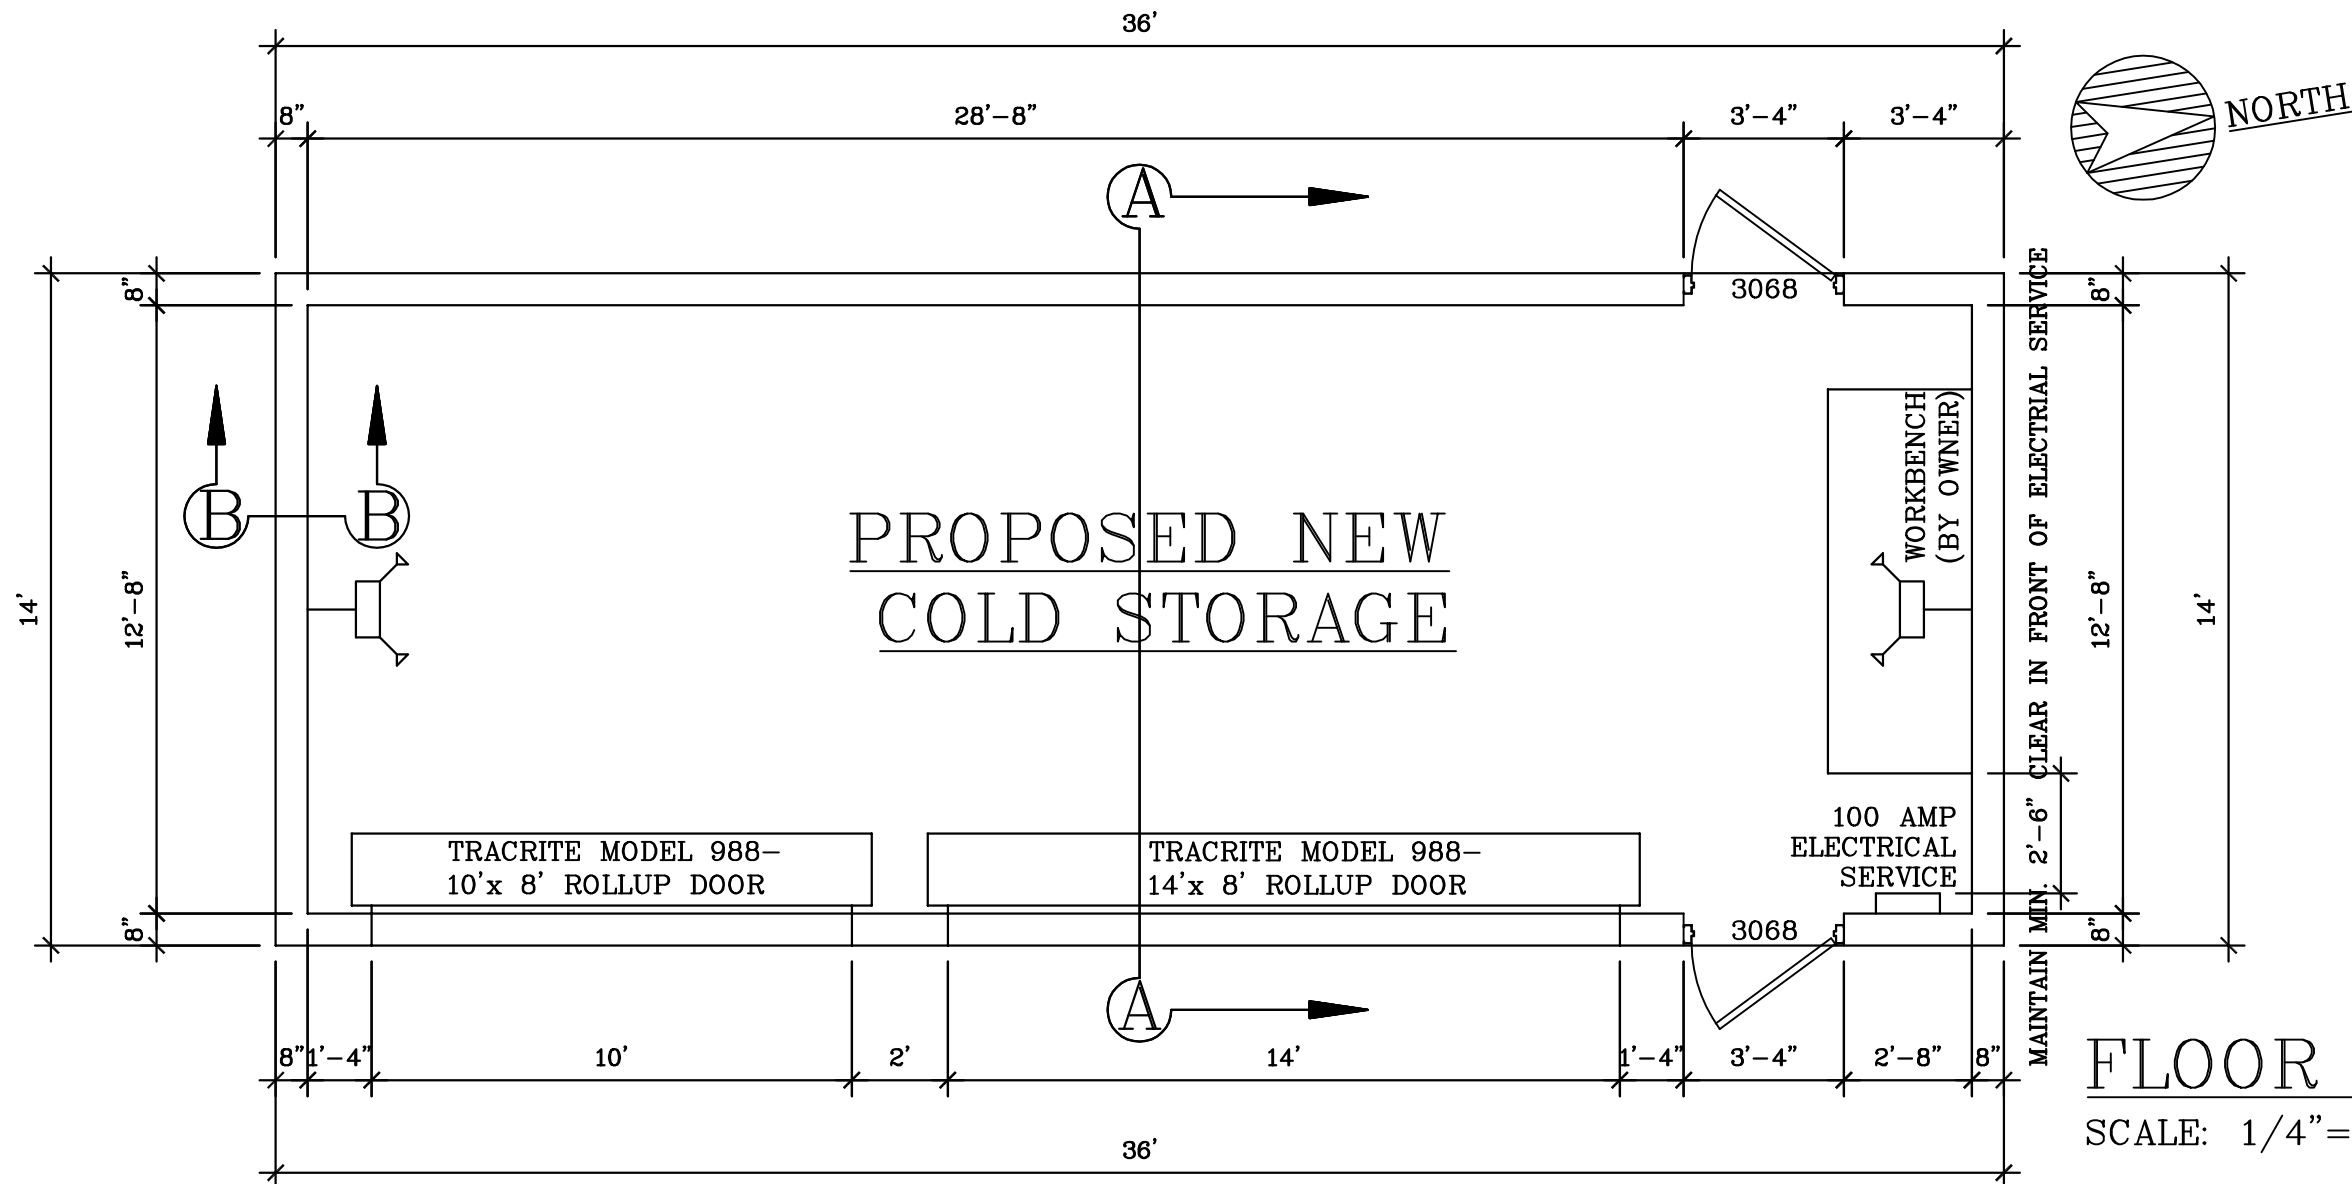 36'
8" 28'-8" 3'-4" 3'-4"
NORTH
A
3068
8"
12'-8"
8"
14'
B B
PROPOSED NEW
COLD STORAGE
WORKBENCH
(BY OWNER)
MAINTAIN MIN. 2'-6" CLEAR IN FRONT OF ELECTRIAL SERVICE
8"
12'-8"
8"
14'
TRACRITE MODEL 988-
10'x 8' ROLLUP DOOR
TRACRITE MODEL 988-
14'x 8' ROLLUP DOOR
100 AMP
ELECTRICAL
SERVICE
3068
A
8" 1'-4" 10' 2' 14' 1'-4" 3'-4" 2'-8" 8"
36'
FLOOR
SCALE: 1/4"=